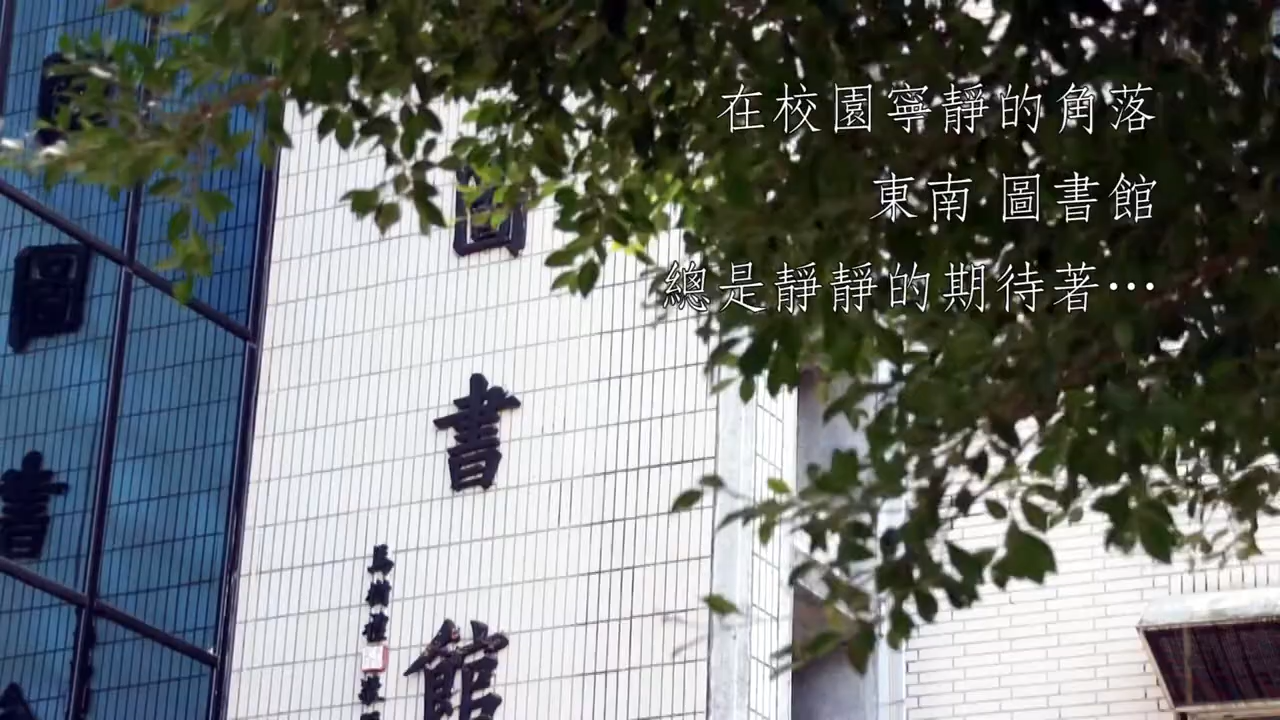 在校園寧靜的角落
東南 圖書館
總是靜靜的期待著…
圖書館